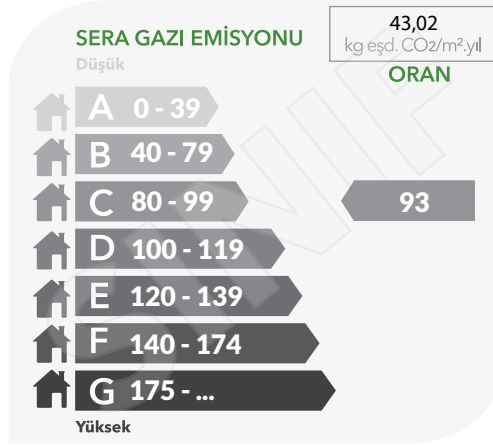 SERA GAZI EMİSYONU
43,02
kg eşd. CO2/m².yıl
Düşük
ORAN
A 0 - 39
B 40 - 79
C 80 - 99
93
D 100 - 119
E 120 - 139
F 140 - 174
G 175 - ...
Yüksek
SINIF